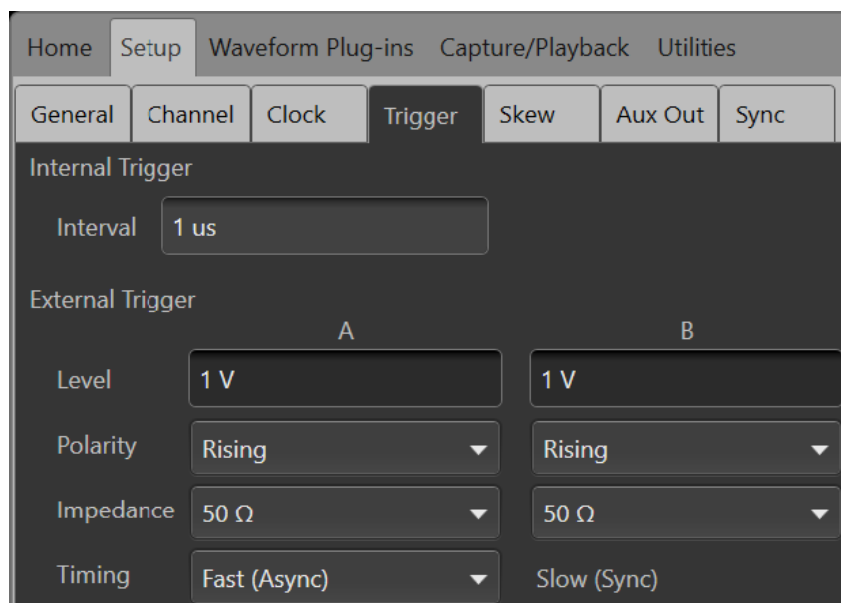 Home Setup Waveform Plug-ins Capture/Playback Utilities
General Channel Clock Trigger Skew Aux Out Sync
Internal Trigger
Interval 1 us
External Trigger
A B
Level 1 V 1 V
Polarity Rising Rising
Impedance 50 Ω 50 Ω
Timing Fast (Async) Slow (Sync)